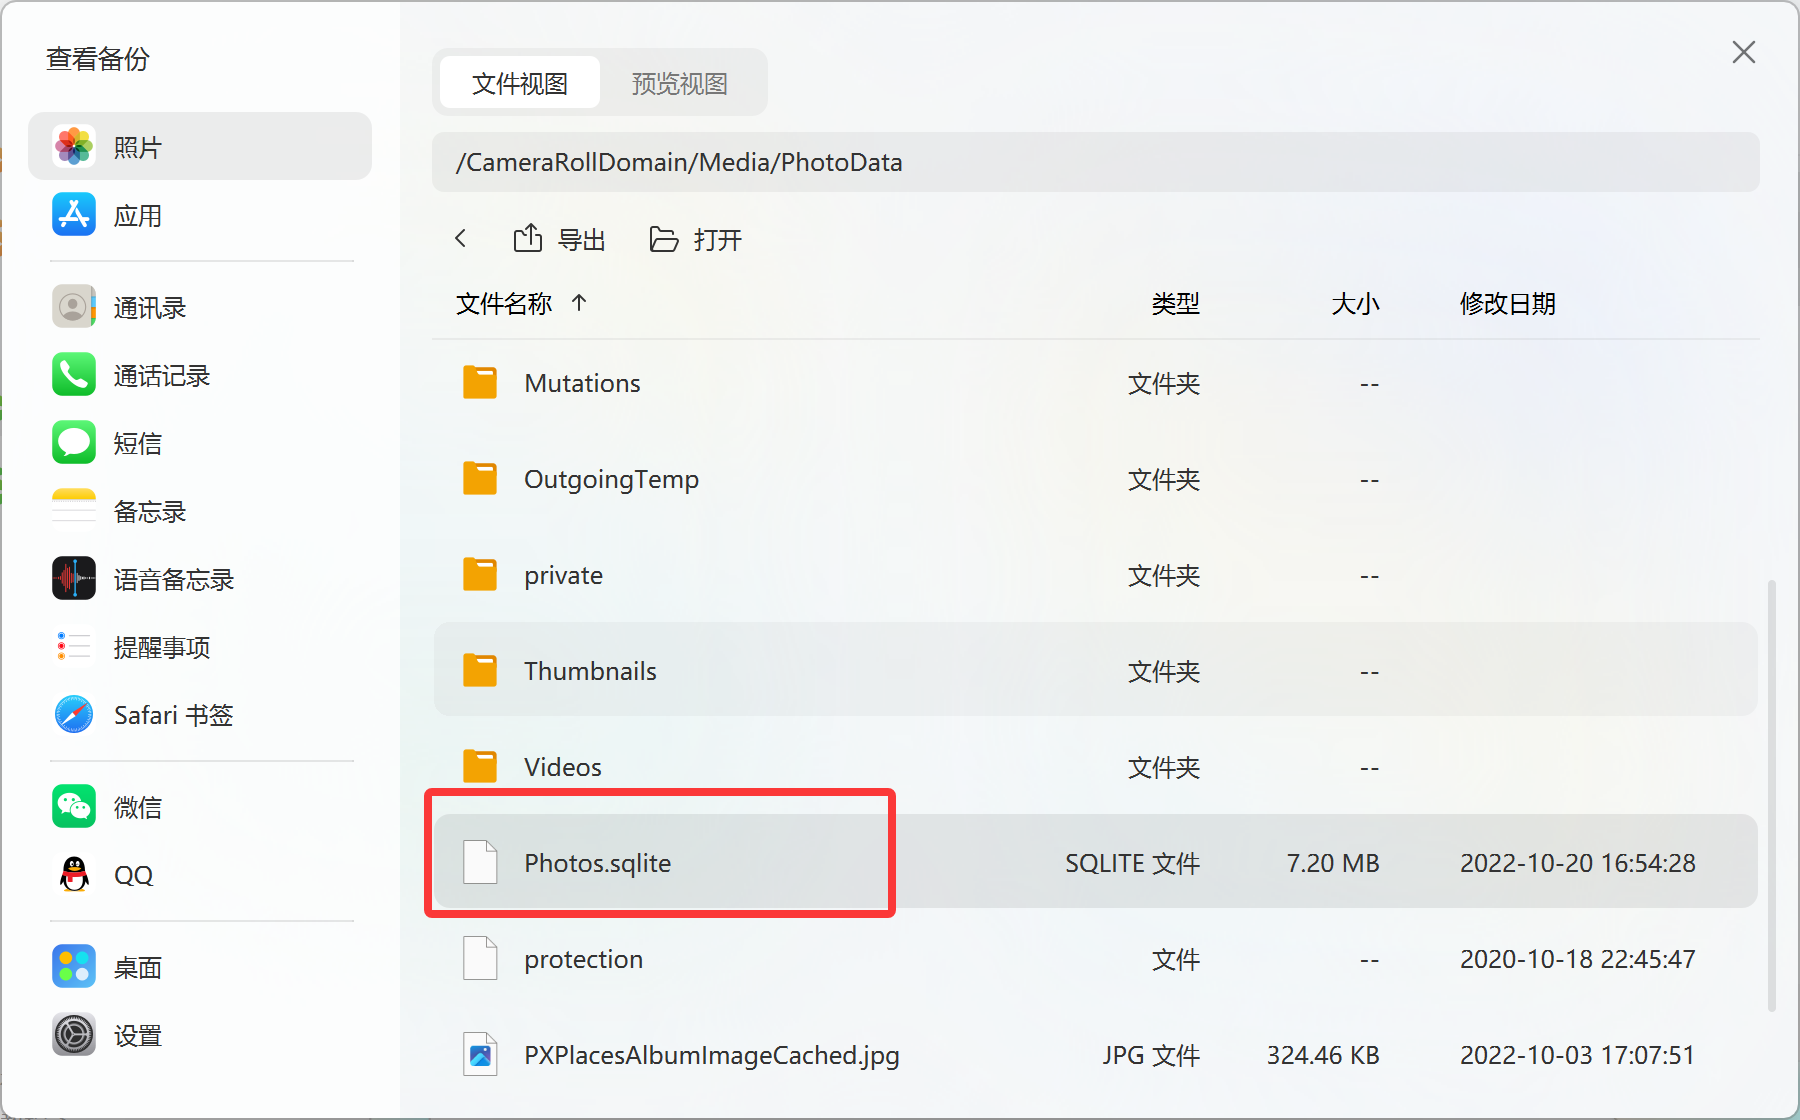 查看备份
照片
应用
通讯录
通话记录
短信
备忘录
语音备忘录
提醒事项
Safari 书签
微信
QQ
桌面
设置
文件视图 预览视图
/CameraRollDomain/Media/PhotoData
导出 打开
文件名称 类型 大小 修改日期
Mutations 文件夹 --
OutgoingTemp 文件夹 --
private 文件夹 --
Thumbnails 文件夹 --
Videos 文件夹 --
Photos.sqlite SQLITE 文件 7.20 MB 2022-10-20 16:54:28
protection 文件 -- 2020-10-18 22:45:47
PXPlacesAlbumImageCached.jpg JPG 文件 324.46 KB 2022-10-03 17:07:51